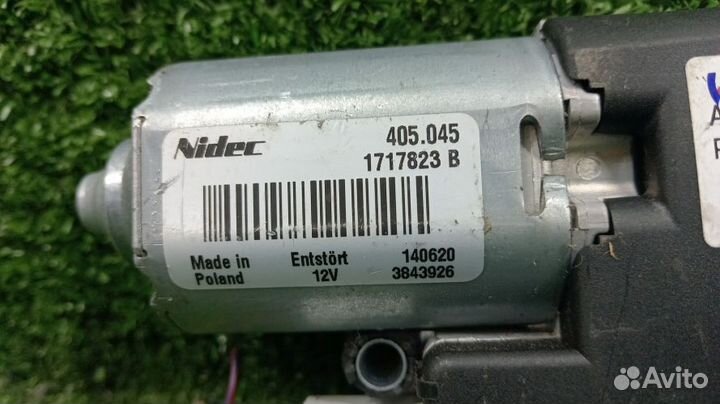 Nidec
405.045
1717823 B
Made in Poland
Entstört 12V
140620
3843926
Avito